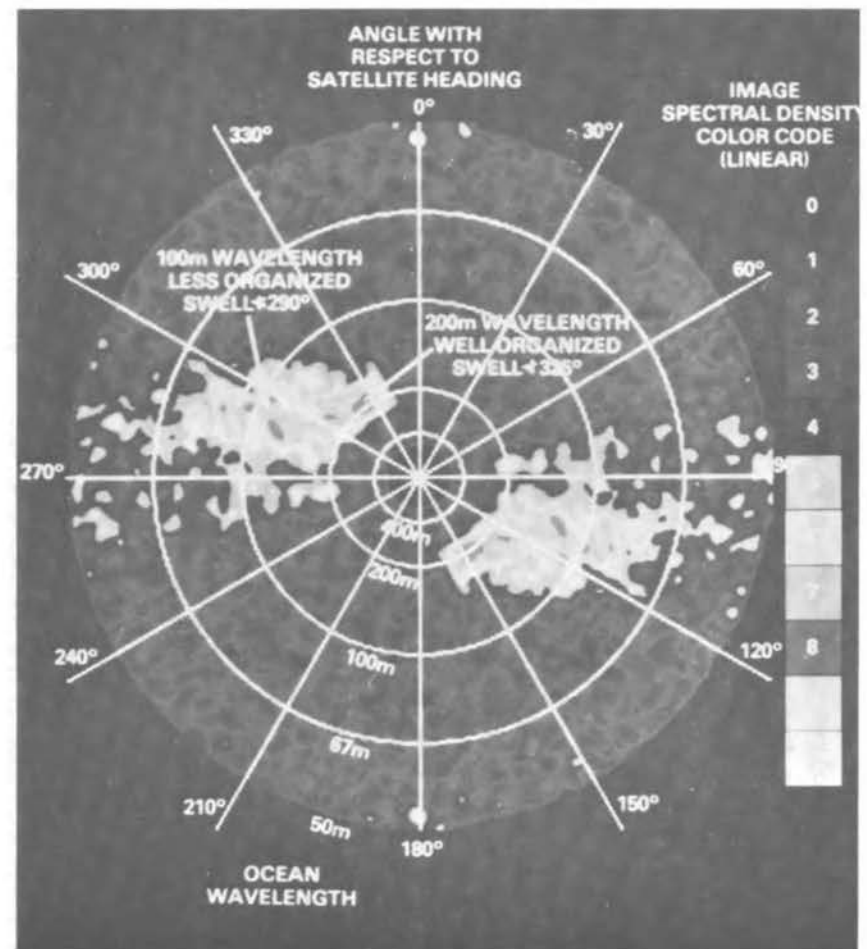 ANGLE WITH
RESPECT TO
SATELLITE HEADING
0°
IMAGE
SPECTRAL DENSITY
COLOR CODE
(LINEAR)
330°
30°
0
100m WAVELENGTH
LESS ORGANIZED
SWELL 290°
300°
60°
1
200m WAVELENGTH
WELL ORGANIZED
SWELL
2
3
4
270°
400m
200m
7
100m
8
240°
120°
67m
50m
210°
150°
180°
OCEAN
WAVELENGTH